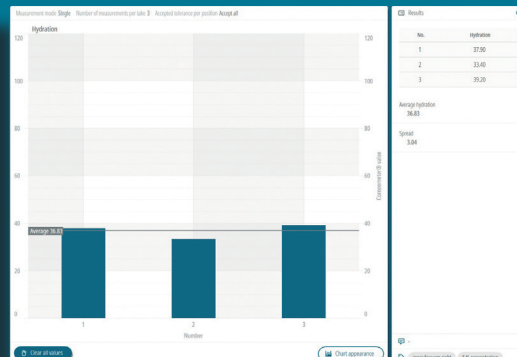 Measurement mode Single Number of measurements per take 3 Accepted tolerance per position Accept all
Hydration
120
100
80
60
40
20
0
Average 36.83
1
2
3
Number
120
100
80
60
40
20
0
Corneometer® value
Clear all values
Chart appearance
Results
No. Hydration
1 37.90
2 33.40
3 39.20
Average hydration
36.83
Spread
3.04